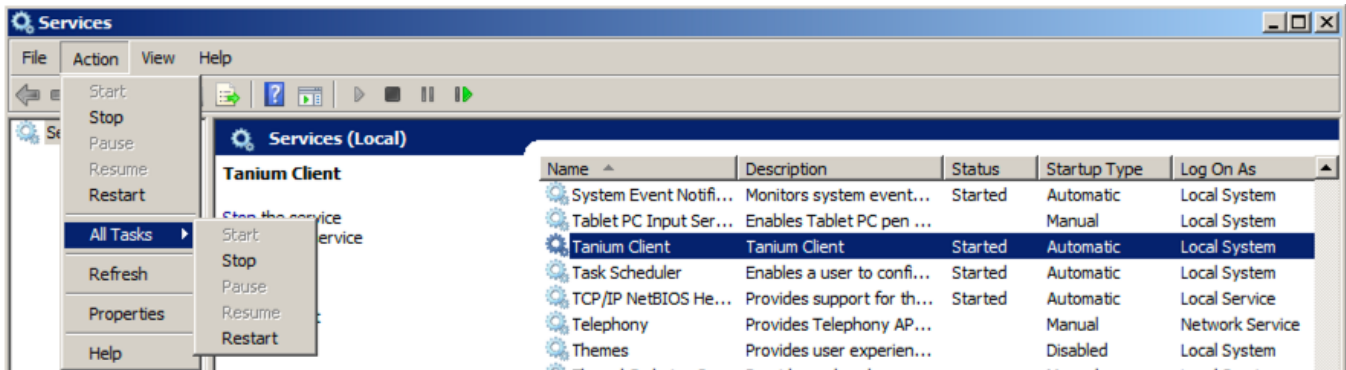 Services
File Action View Help
Start
Stop
Pause
Resume
Restart
All Tasks
Refresh
Properties
Help
Start
Stop
Pause
Resume
Restart
Se
Services (Local)
Tanium Client
Stop the service
ervice
Name Description Status Startup Type Log On As
System Event Notifi... Monitors system event... Started Automatic Local System
Tablet PC Input Ser... Enables Tablet PC pen ... Manual Local System
Tanium Client Tanium Client Started Automatic Local System
Task Scheduler Enables a user to confi... Started Automatic Local System
TCP/IP NetBIOS He... Provides support for th... Started Automatic Local Service
Telephony Provides Telephony AP... Manual Network Service
Themes Provides user experien... Disabled Local System